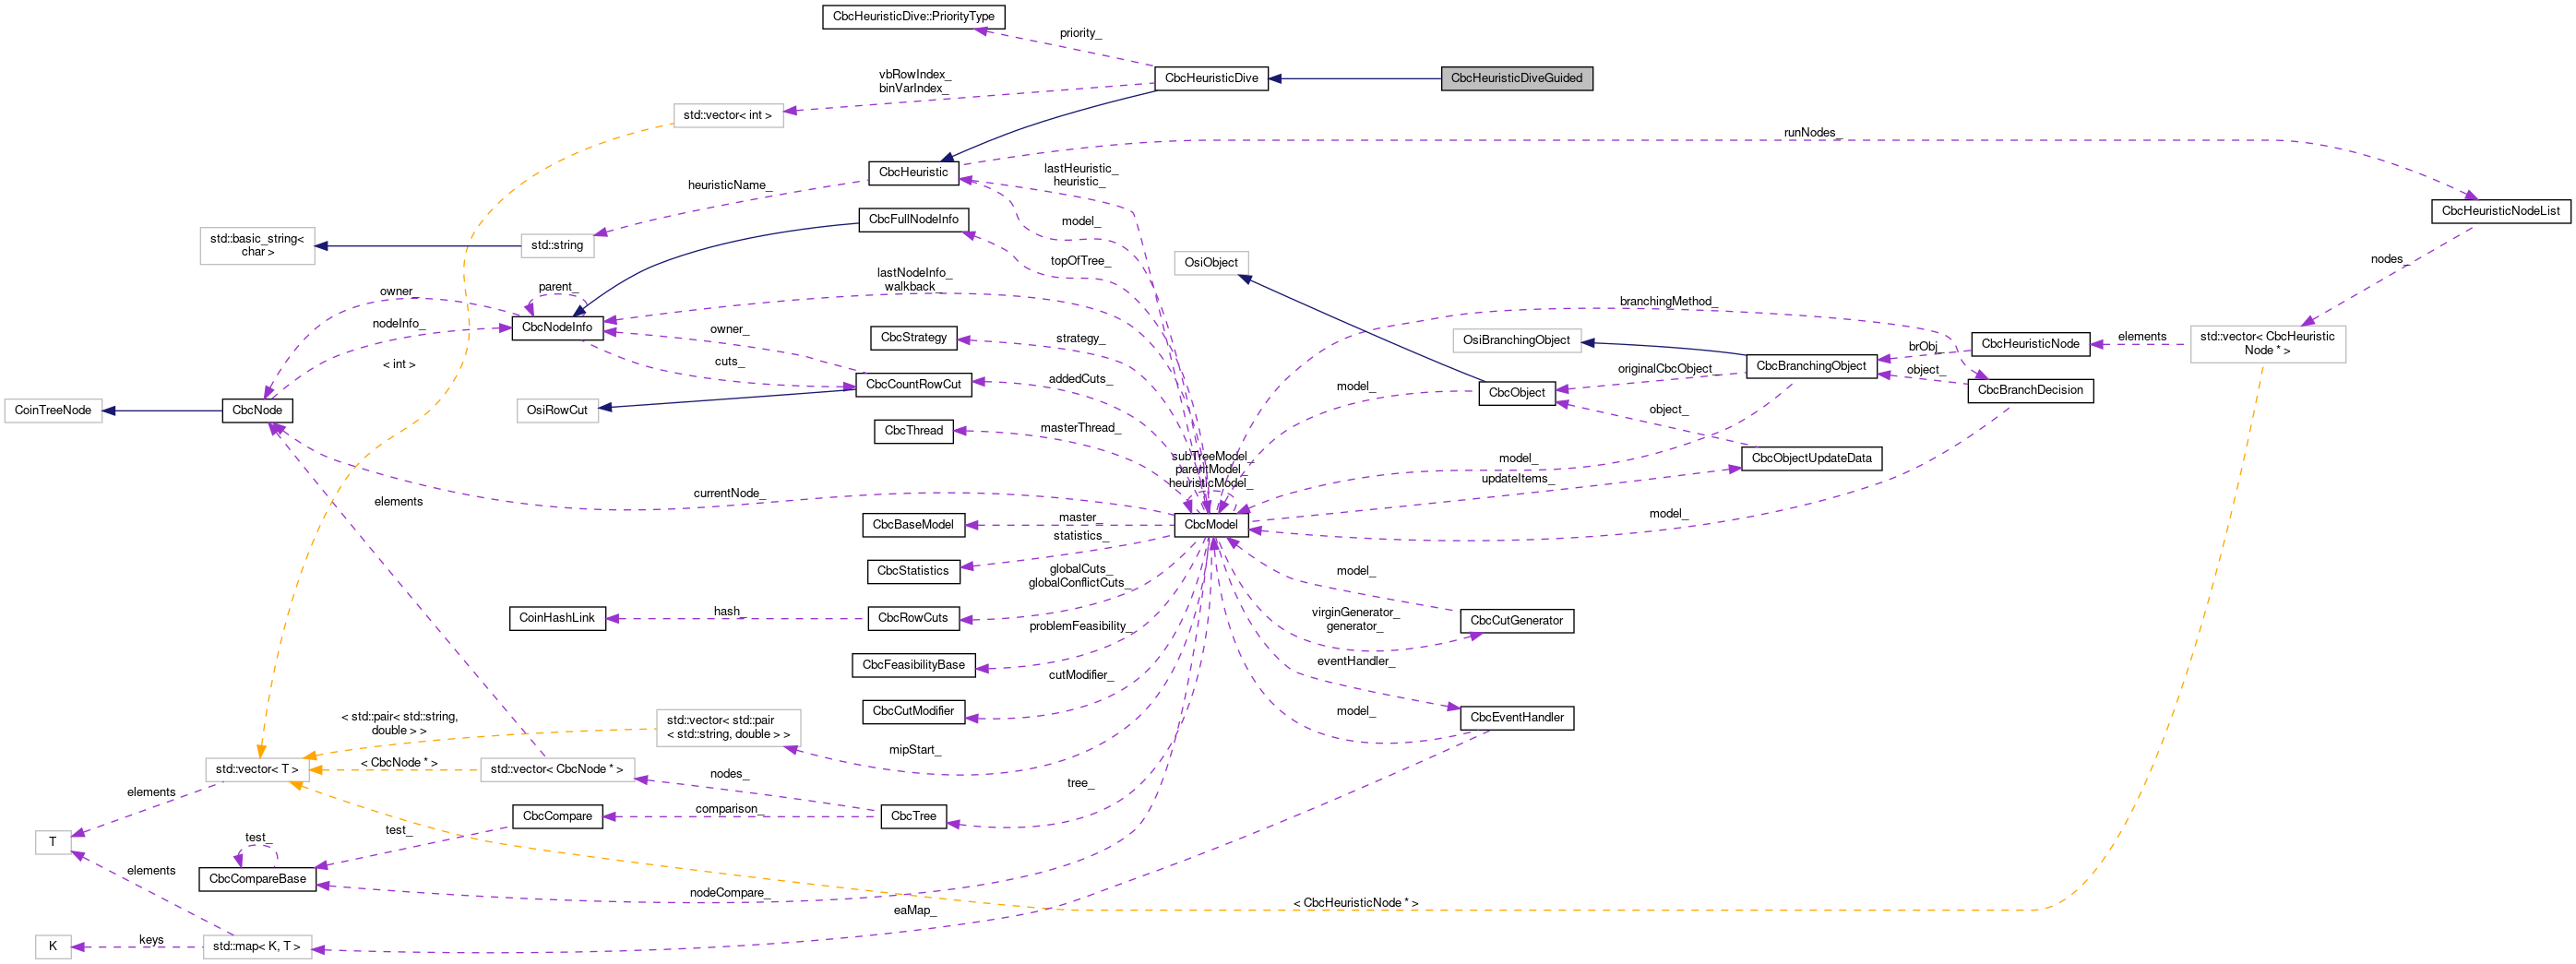 CbcHeuristicDive::PriorityType
priority_
CbcHeuristicDive
CbcHeuristicDiveGuided
vbRowIndex_
binVarIndex_
std::vector< int >
runNodes_
CbcHeuristic
lastHeuristic_
heuristic_
heuristicName_
CbcHeuristicNodeList
CbcFullNodeInfo
model_
std::basic_string<
char >
std::string
OsiObject
topOfTree_
nodes_
lastNodeInfo_
walkback_
parent_
owner_
branchingMethod_
CbcNodeInfo
nodeInfo_
owner_
CbcStrategy
strategy_
OsiBranchingObject
CbcHeuristicNode
elements
std::vector< CbcHeuristic
Node * >
brObj_
< int >
cuts_
CbcCountRowCut
addedCuts_
model_
originalCbcObject_
CbcBranchingObject
object_
CbcBranchDecision
CoinTreeNode
CbcNode
OsiRowCut
CbcObject
object_
CbcThread
masterThread_
subTreeModel_
parentModel_
heuristicModel_
model_
CbcObjectUpdateData
updateItems_
elements
currentNode_
model_
CbcBaseModel
master_
CbcModel
statistics_
CbcStatistics
globalCuts_
globalConflictCuts_
model_
CoinHashLink
hash_
CbcRowCuts
virginGenerator_
generator_
CbcCutGenerator
problemFeasibility_
CbcFeasibilityBase
eventHandler_
cutModifier_
CbcCutModifier
model_
CbcEventHandler
< std::pair< std::string,
double > >
std::vector< std::pair
< std::string, double > >
mipStart_
std::vector< T >
< CbcNode * >
std::vector< CbcNode * >
nodes_
tree_
elements
comparison_
CbcCompare
CbcTree
T
test_
test_
elements
CbcCompareBase
nodeCompare_
eaMap_
< CbcHeuristicNode * >
K
keys
std::map< K, T >